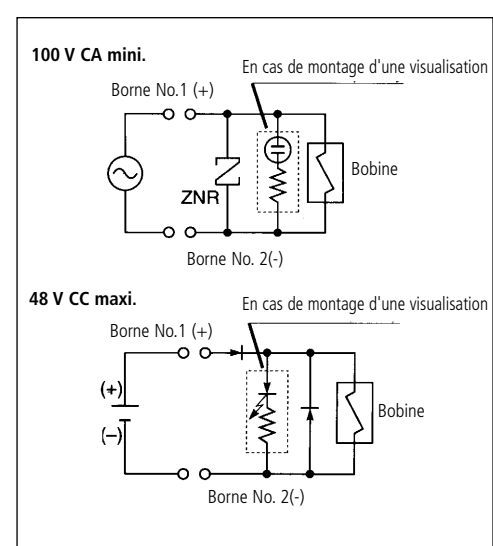 100 V CA mini.
En cas de montage d'une visualisation
Borne No.1 (+)
ZNR
Bobine
Borne No. 2(-)
48 V CC maxi.
En cas de montage d'une visualisation
Borne No.1 (+)
(+)
(−)
Bobine
Borne No. 2(-)